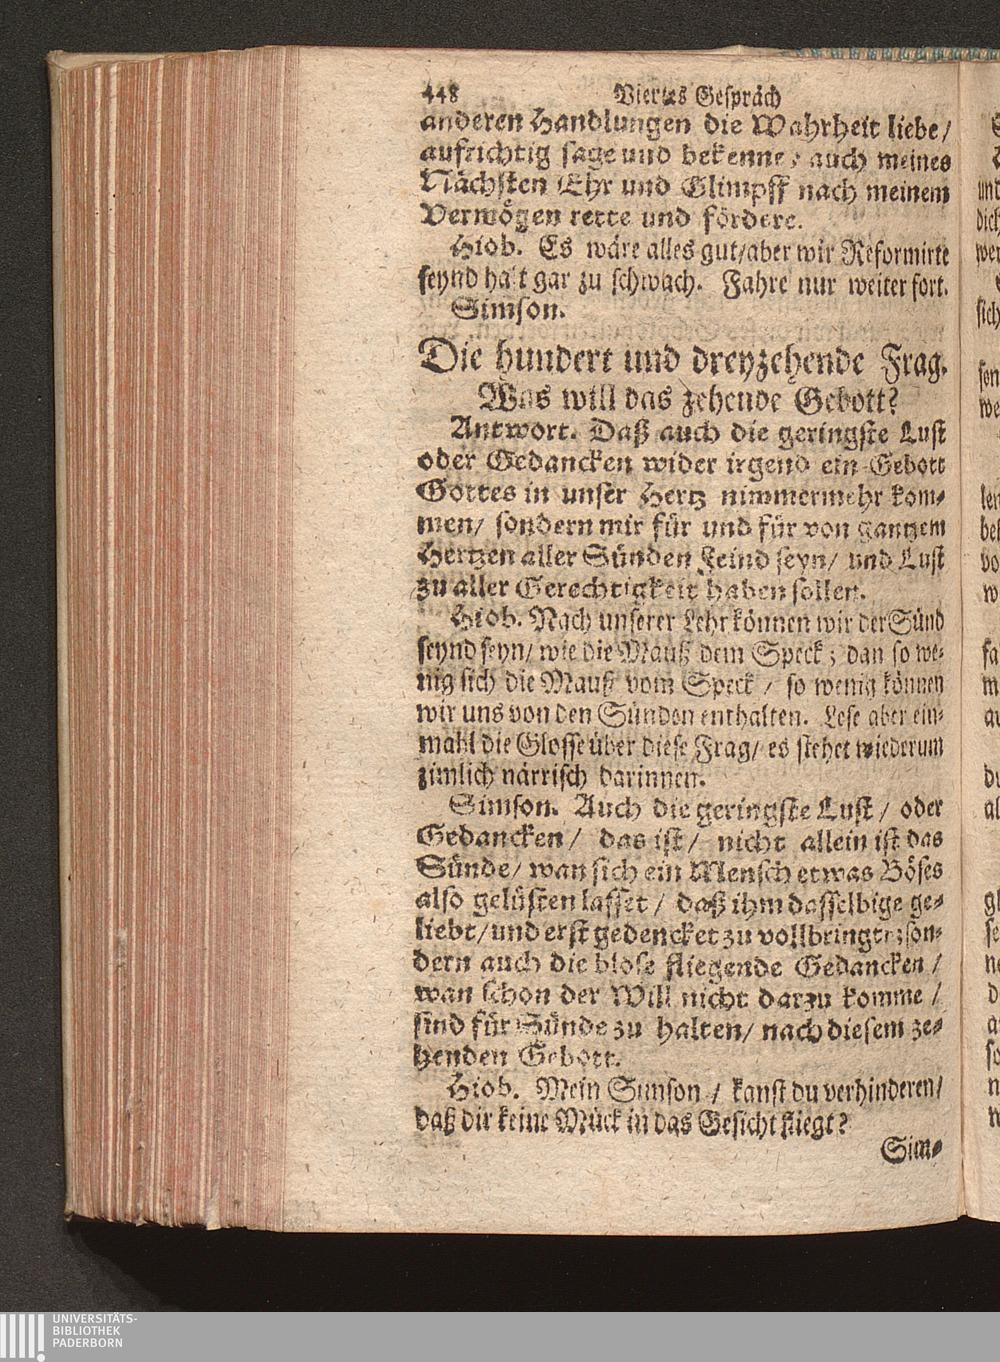 448 Viertes Gespräch
anderen Handlungen die Wahrheit liebe/
aufrichtig sage und bekenne, auch meines
Nächsten Ehr und Glimpff nach meinem
Vermögen rette und fördere.
Hiob. Es wäre alles gut/aber wir Reformirte
seynd halt gar zu schwach. Fahre nur weiter fort.
Simson.
Die hundert und dreyzehende Frag.
Was will das zehende Gebott?
Antwort. Daß auch die geringste Lust
oder Gedancken wider irgend ein Gebott
Gottes in unser Hertz nimmermehr kom-
men/ sondern mir für und für von gantzem
Hertzen aller Sünden Feind seyn/ und Lust
zu aller Gerechtigkeit haben sollen.
Hiob. Nach unserer Lehr können wir der Sünd
feynd seyn/ wie die Mauß dem Speck; dan so we-
nig sich die Mauß vom Speck / so wenig können
wir uns von den Sünden enthalten. Lese aber ein-
mahl die Glosse über diese Frag/ es stehet wiederum
zimlich närrisch darinnen.
Simson. Auch die geringste Lust / oder
Gedancken / das ist / nicht allein ist das
Sünde/ wan sich ein Mensch etwas Böses
also gelüsten lasset / daß ihm dasselbige ge-
liebt/ und erst gedencket zu vollbringen; son-
dern auch die blose fliegende Gedancken /
wan schon der Will nicht darzu komme /
sind für Sünde zu halten/ nach diesem ze-
henden Gebott.
Hiob. Mein Simson / kanst du verhinderen/
daß dir keine Mück in das Gesicht fliegt?
Sim-
UNIVERSITÄTS-
BIBLIOTHEK
PADERBORN